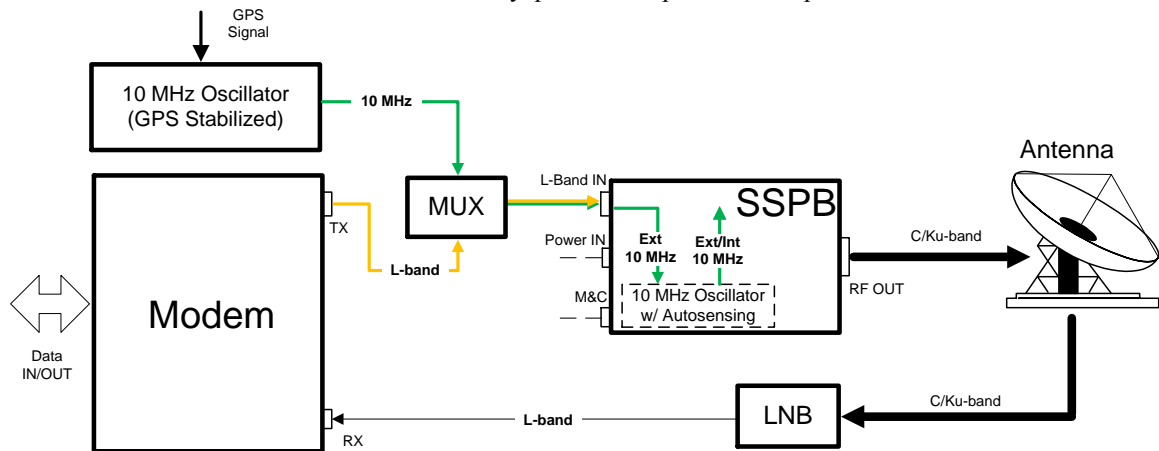 GPS
Signal
10 MHz Oscillator
(GPS Stabilized)
10 MHz
Antenna
MUX
L-Band IN
SSPB
TX
L-band
Power IN
Ext
10 MHz
Ext/Int
10 MHz
C/Ku-band
M&C
10 MHz Oscillator
w/ Autosensing
RF OUT
Modem
Data
IN/OUT
RX
L-band
LNB
C/Ku-band